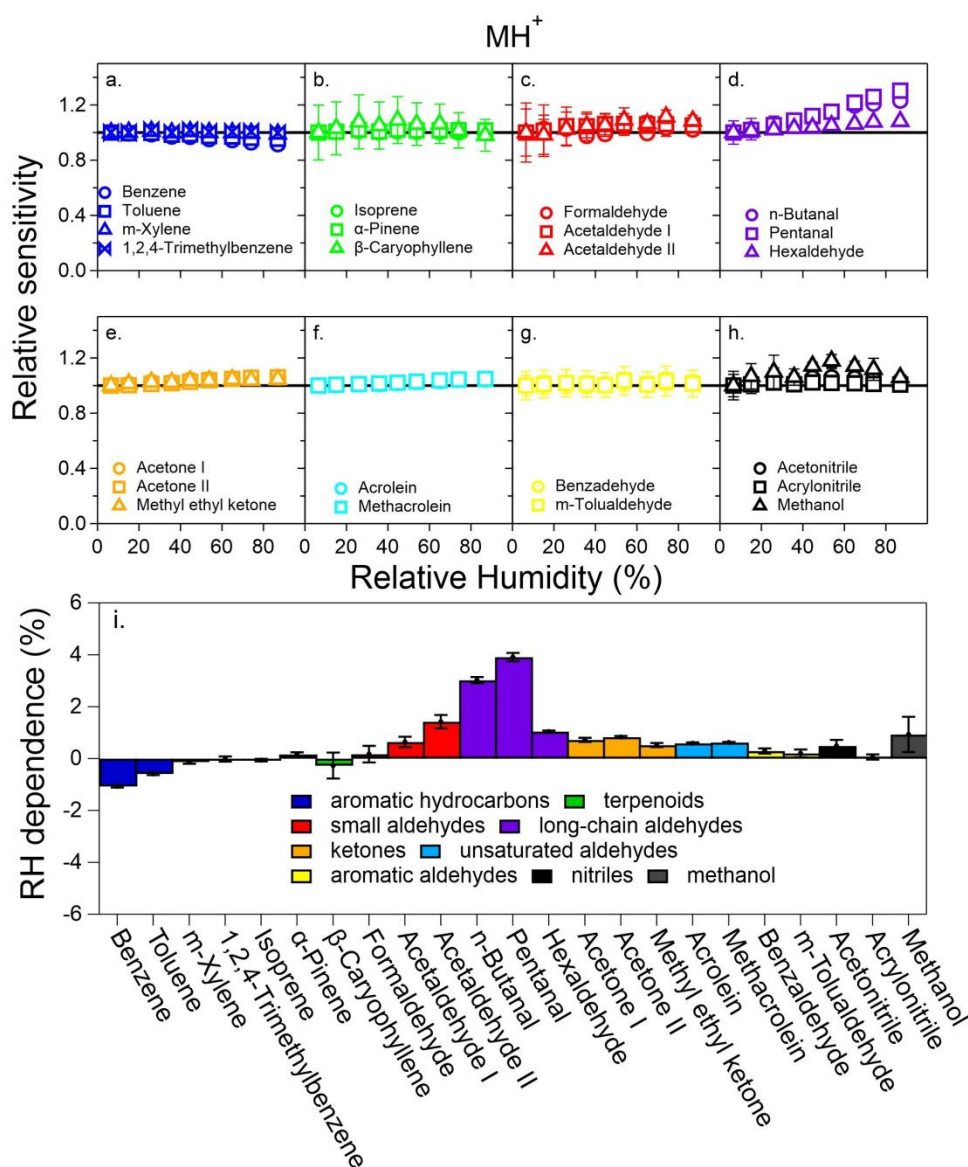 MH+
Relative sensitivity
a.
b.
c.
d.
1.2
0.8
0.4
0.0
Benzene
Toluene
m-Xylene
1,2,4-Trimethylbenzene
Isoprene
α-Pinene
β-Caryophyllene
Formaldehyde
Acetaldehyde I
Acetaldehyde II
n-Butanal
Pentanal
Hexaldehyde
e.
f.
g.
h.
1.2
0.8
0.4
0.0
Acetone I
Acetone II
Methyl ethyl ketone
Acrolein
Methacrolein
Benzadehyde
m-Tolualdehyde
Acetonitrile
Acrylonitrile
Methanol
0 20 40 60 80 0 20 40 60 80 0 20 40 60 80 0 20 40 60 80
Relative Humidity (%)
RH dependence (%)
i.
6
4
2
0
-2
-4
-6
aromatic hydrocarbons terpenoids
small aldehydes long-chain aldehydes
ketones unsaturated aldehydes
aromatic aldehydes nitriles methanol
Benzene
Toluene
m-Xylene
1,2,4-Trimethylbenzene
Isoprene
α-Pinene
β-Caryophyllene
Formaldehyde
Acetaldehyde I
Acetaldehyde II
n-Butanal
Pentanal
Hexaldehyde
Acetone I
Acetone II
Methyl ethyl ketone
Acrolein
Methacrolein
Benzaldehyde
m-Tolualdehyde
Acetonitrile
Acrylonitrile
Methanol